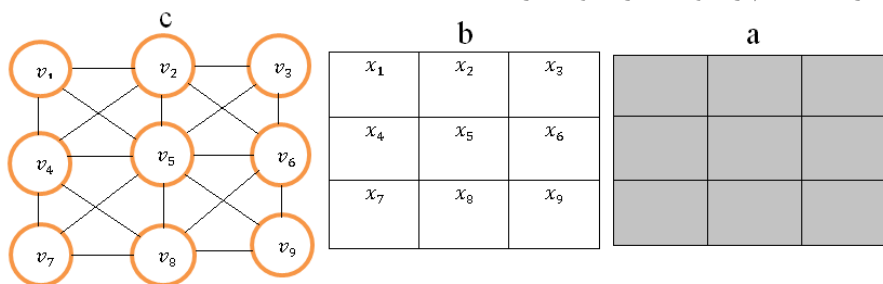 c b a
v₁ v₂ v₃
x₁ x₂ x₃
v₄ v₅ v₆
x₄ x₅ x₆
v₇ v₈ v₉
x₇ x₈ x₉